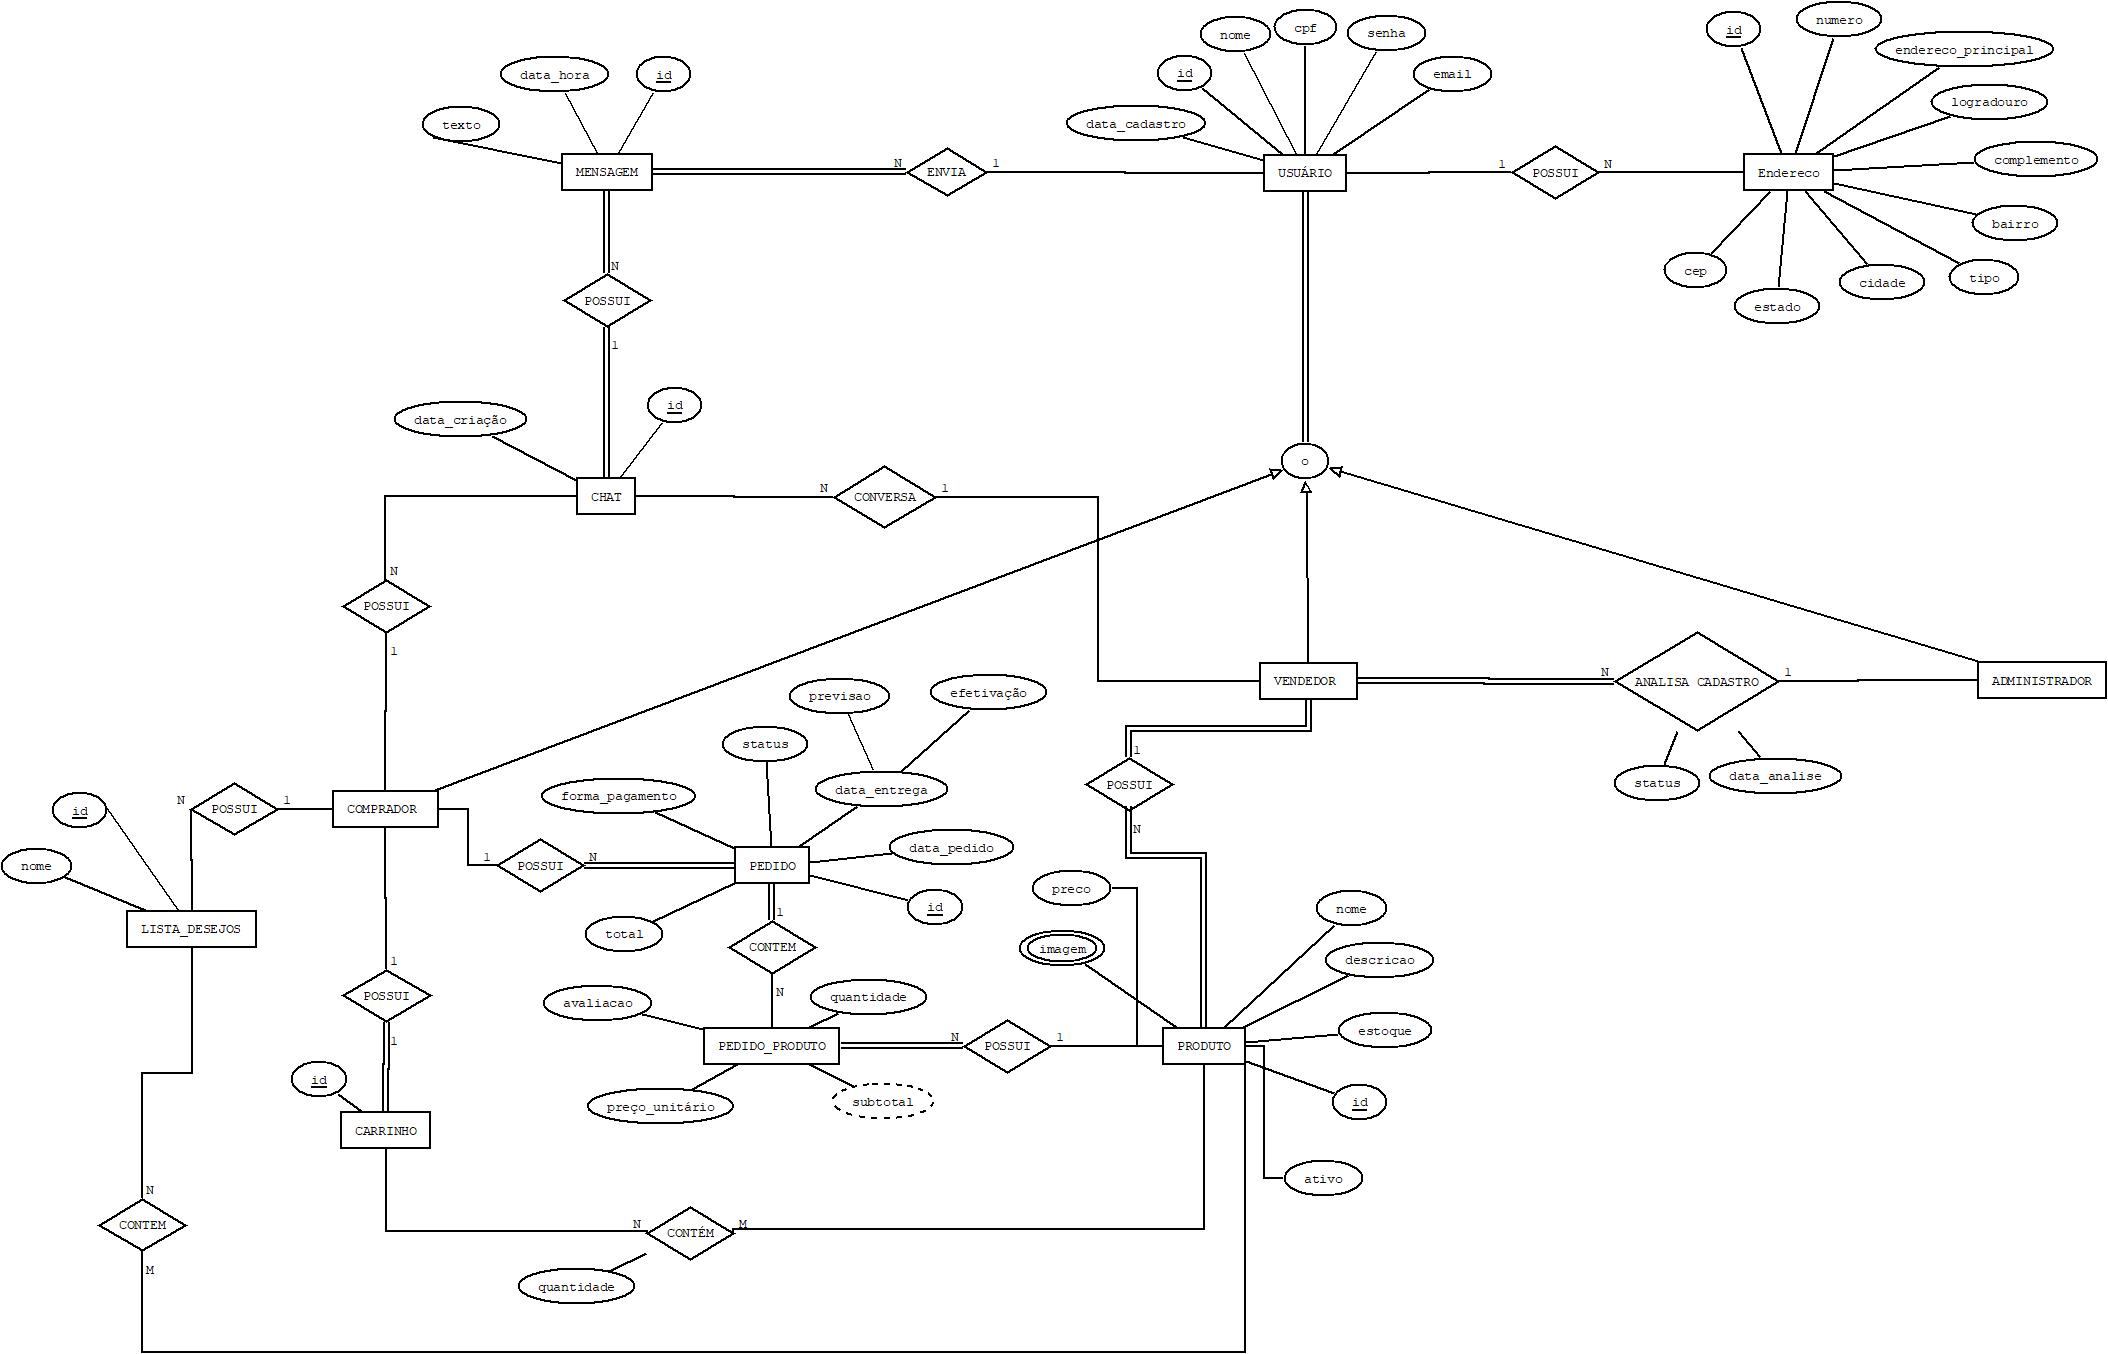 nome
cpf
senha
id
email
data_cadastro
id
numero
endereco_principal
logradouro
complemento
bairro
tipo
cidade
estado
cep
data_hora
id
texto
MENSAGEM
N
ENVIA
1
USUÁRIO
1
POSSUI
N
Endereco
N
POSSUI
1
data_criação
id
CHAT
N
CONVERSA
1
o
N
POSSUI
1
VENDEDOR
N
ANALISA CADASTRO
1
ADMINISTRADOR
status
data_analise
previsao
efetivação
status
data_entrega
forma_pagamento
data_pedido
id
total
1
POSSUI
N
id
nome
N
POSSUI
1
COMPRADOR
1
POSSUI
N
PEDIDO
LISTA_DESEJOS
1
CONTEM
N
preco
imagem
nome
descricao
estoque
id
ativo
avaliacao
quantidade
PEDIDO_PRODUTO
N
POSSUI
1
PRODUTO
preço_unitário
subtotal
1
POSSUI
1
id
CARRINHO
N
CONTEM
M
N
CONTÉM
M
quantidade